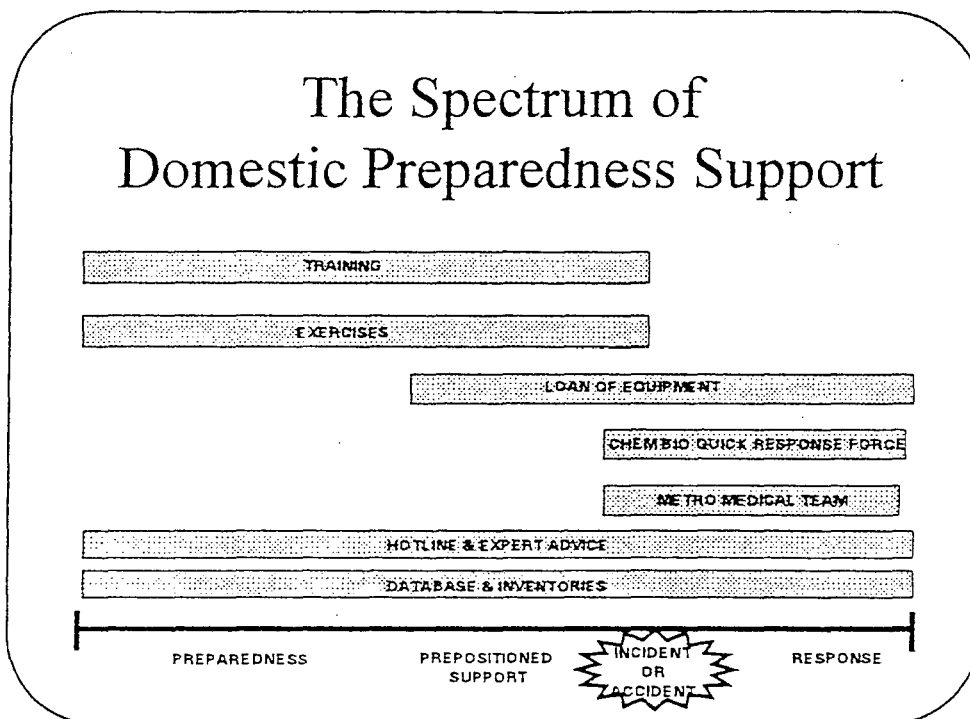 The Spectrum of
Domestic Preparedness Support
TRAINING
EXERCISES
LOAN OF EQUIPMENT
CHEM BIO QUICK RESPONSE FORCE
METRO MEDICAL TEAM
HOTLINE & EXPERT ADVICE
DATABASE & INVENTORIES
PREPAREDNESS
PREPOSITIONED
SUPPORT
INCIDENT
OR
ACCIDENT
RESPONSE